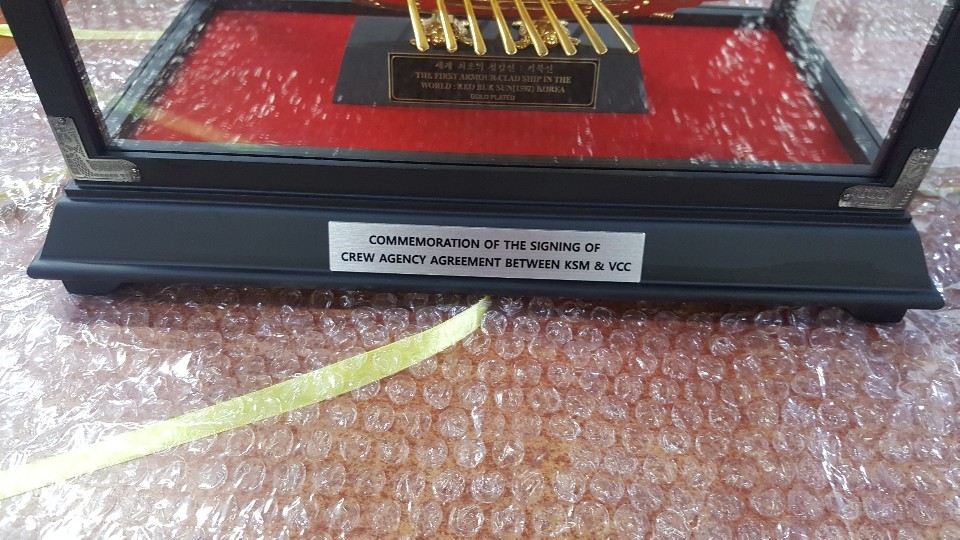 세계 최초의 철갑선 : 거북선
THE FIRST ARMOUR-CLAD SHIP IN THE
WORLD : KEO BUK SUN(1592) KOREA
GOLD PLATED
COMMEMORATION OF THE SIGNING OF
CREW AGENCY AGREEMENT BETWEEN KSM & VCC